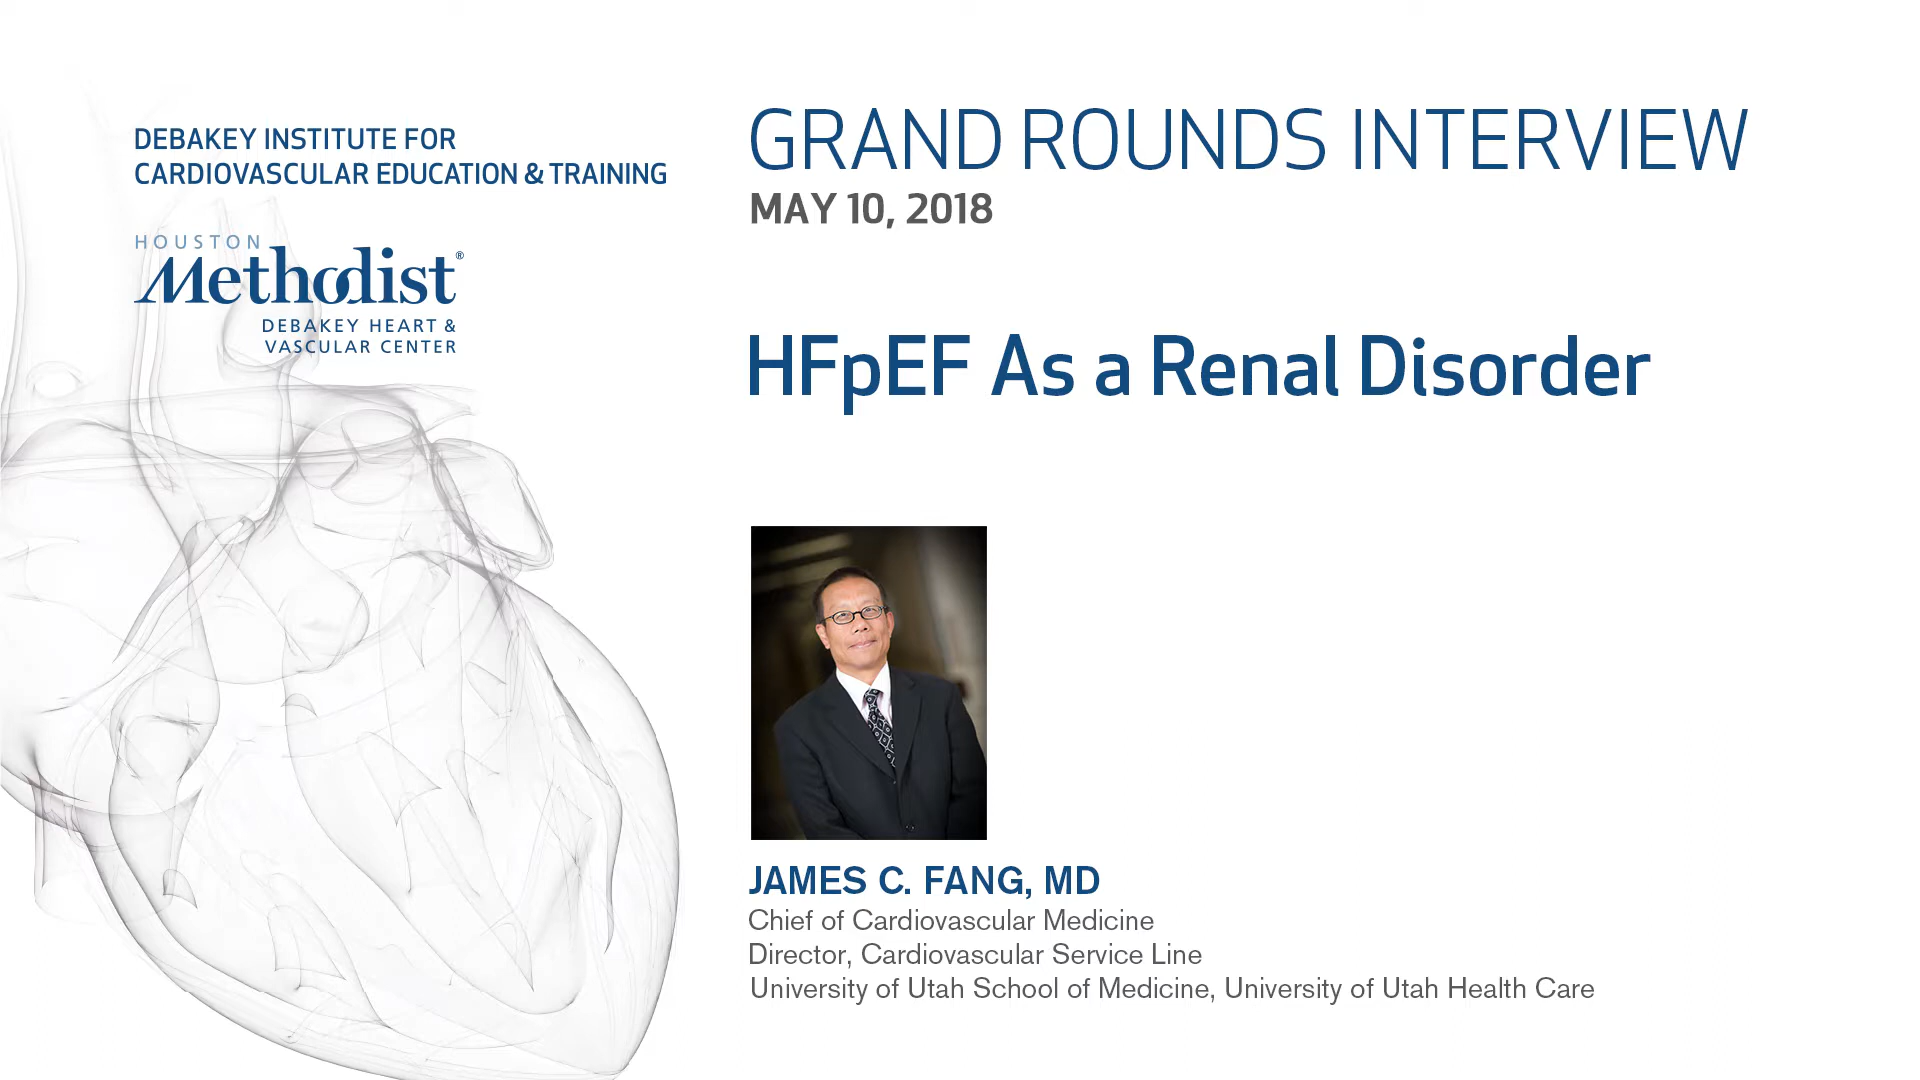 DEBAKEY INSTITUTE FOR
CARDIOVASCULAR EDUCATION & TRAINING
HOUSTON
Methodist®
DEBAKEY HEART &
VASCULAR CENTER
GRAND ROUNDS INTERVIEW
MAY 10, 2018
HFpEF As a Renal Disorder
JAMES C. FANG, MD
Chief of Cardiovascular Medicine
Director, Cardiovascular Service Line
University of Utah School of Medicine, University of Utah Health Care